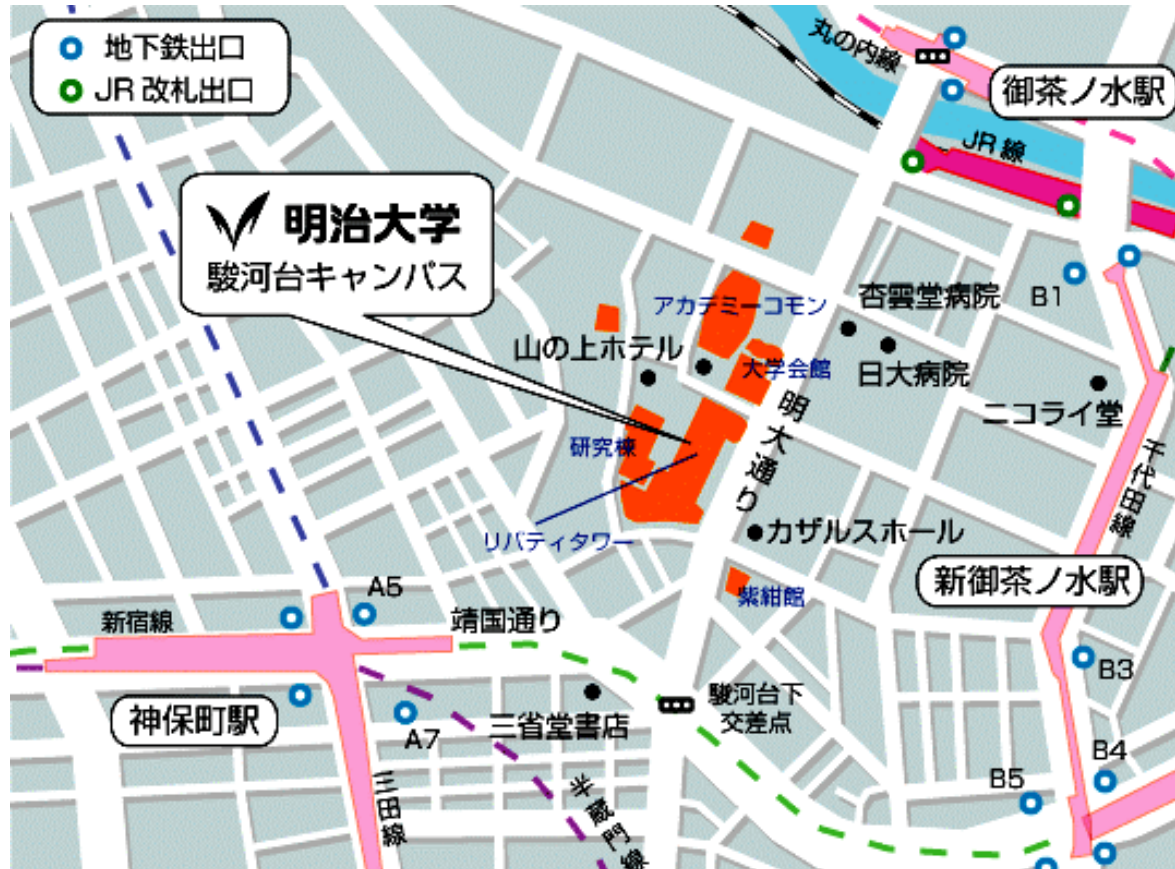 地下鉄出口
JR改札出口
丸の内線
御茶ノ水駅
JR線
明治大学
駿河台キャンパス
アカデミーコモン
杏雲堂病院
B1
山の上ホテル
大学会館
日大病院
ニコライ堂
明大通り
研究棟
千代田線
リバティタワー
カザルスホール
新御茶ノ水駅
紫紺館
A5
新宿線
靖国通り
B3
神保町駅
A7
三省堂書店
駿河台下
交差点
B4
B5
三田線
半蔵門線